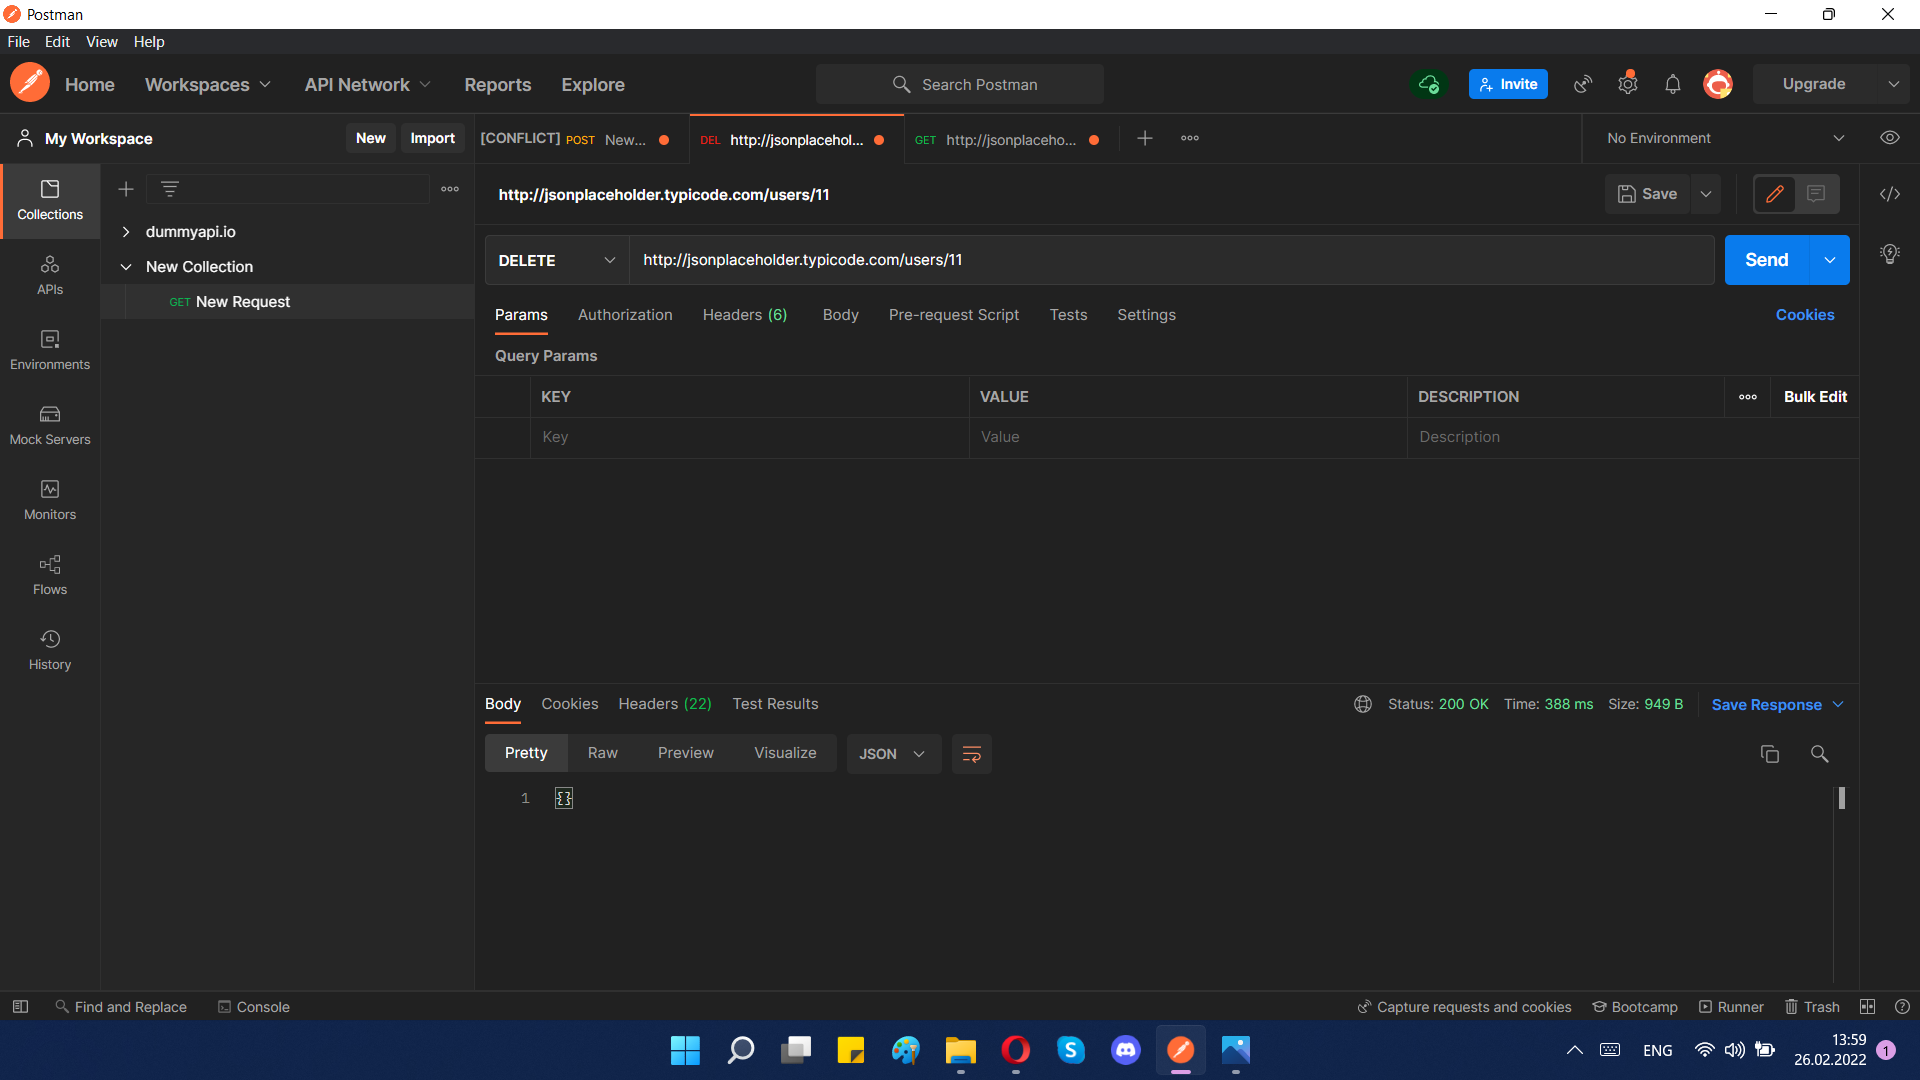 Postman
File Edit View Help
Home Workspaces API Network Reports Explore Search Postman Invite Upgrade
My Workspace New Import [CONFLICT] POST New... DEL http://jsonplacehol... GET http://jsonplaceho... No Environment
http://jsonplaceholder.typicode.com/users/11 Save
Collections
dummyapi.io
New Collection
GET New Request
APIs
Environments
Mock Servers
Monitors
Flows
History
DELETE http://jsonplaceholder.typicode.com/users/11 Send
Params Authorization Headers (6) Body Pre-request Script Tests Settings Cookies
Query Params
KEY VALUE DESCRIPTION Bulk Edit
Key Value Description
Body Cookies Headers (22) Test Results Status: 200 OK Time: 388 ms Size: 949 B Save Response
Pretty Raw Preview Visualize JSON
1 {}
Find and Replace Console Capture requests and cookies Bootcamp Runner Trash
ENG 13:59
26.02.2022 1